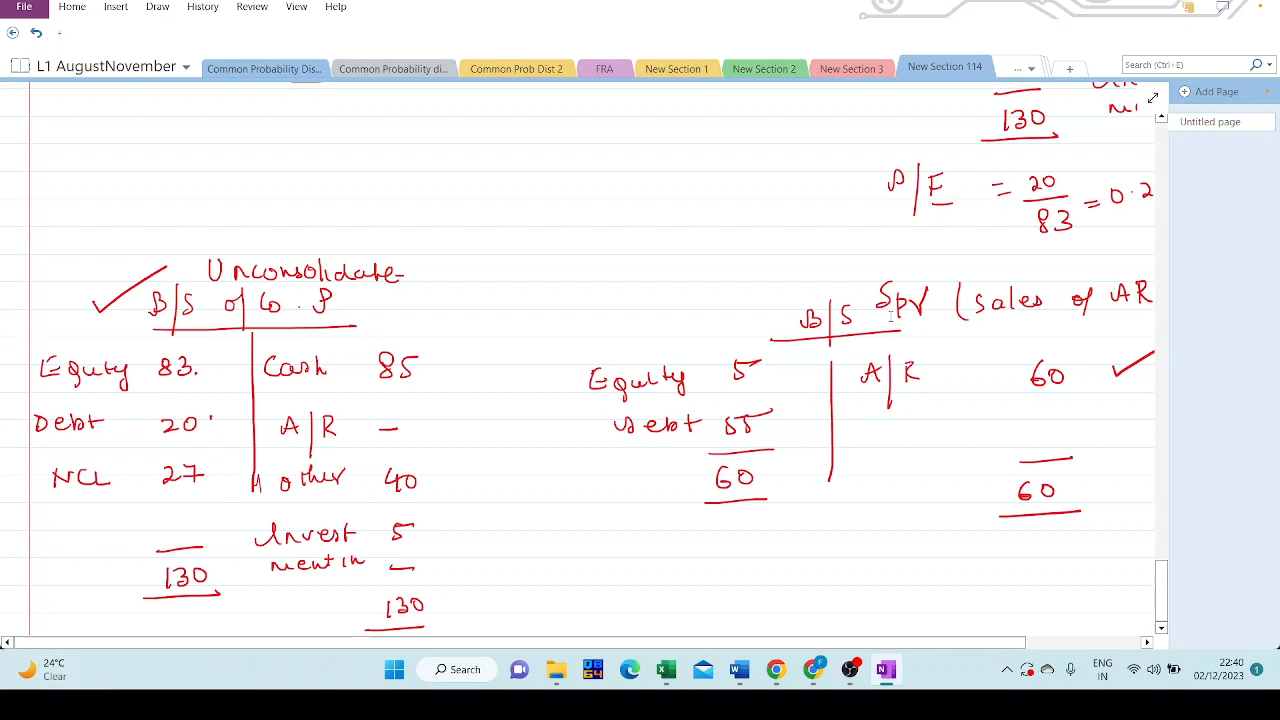 File Home Insert Draw History Review View Help
L1 AugustNovember Common Probability Dis... Common Probability di... Common Prob Dist 2 FRA New Section 1 New Section 2 New Section 3 New Section 114 ... + Search (Ctrl+E)
Add Page
Untitled page
130
D/E = 20/83 = 0.2
Unconsolidate
B/S of Co. P
Equty 83. Cash 85
Debt 20 A/R –
NCL 27 other 40
Invest 5
ment in –
130 130
B/S Spv (Sales of AR
Equity 5 A/R 60
Debt 55
60 60
24°C
Clear
Search
ENG
IN
22:40
02/12/2023
1